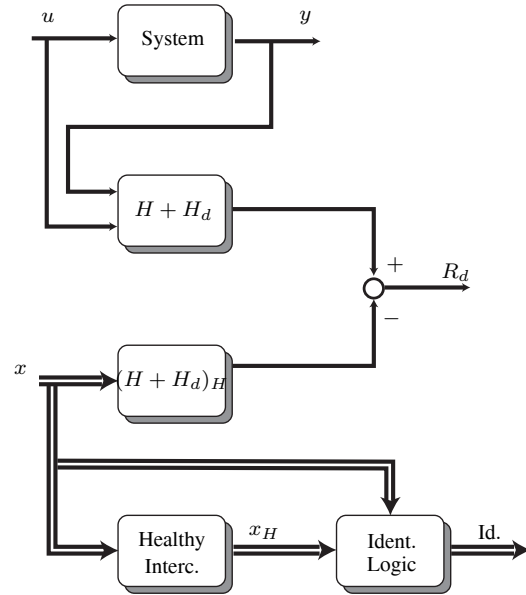 u
y
System
H + H_d
+
R_d
−
x
(H + H_d)_H
Healthy
Interc.
x_H
Ident.
Logic
Id.